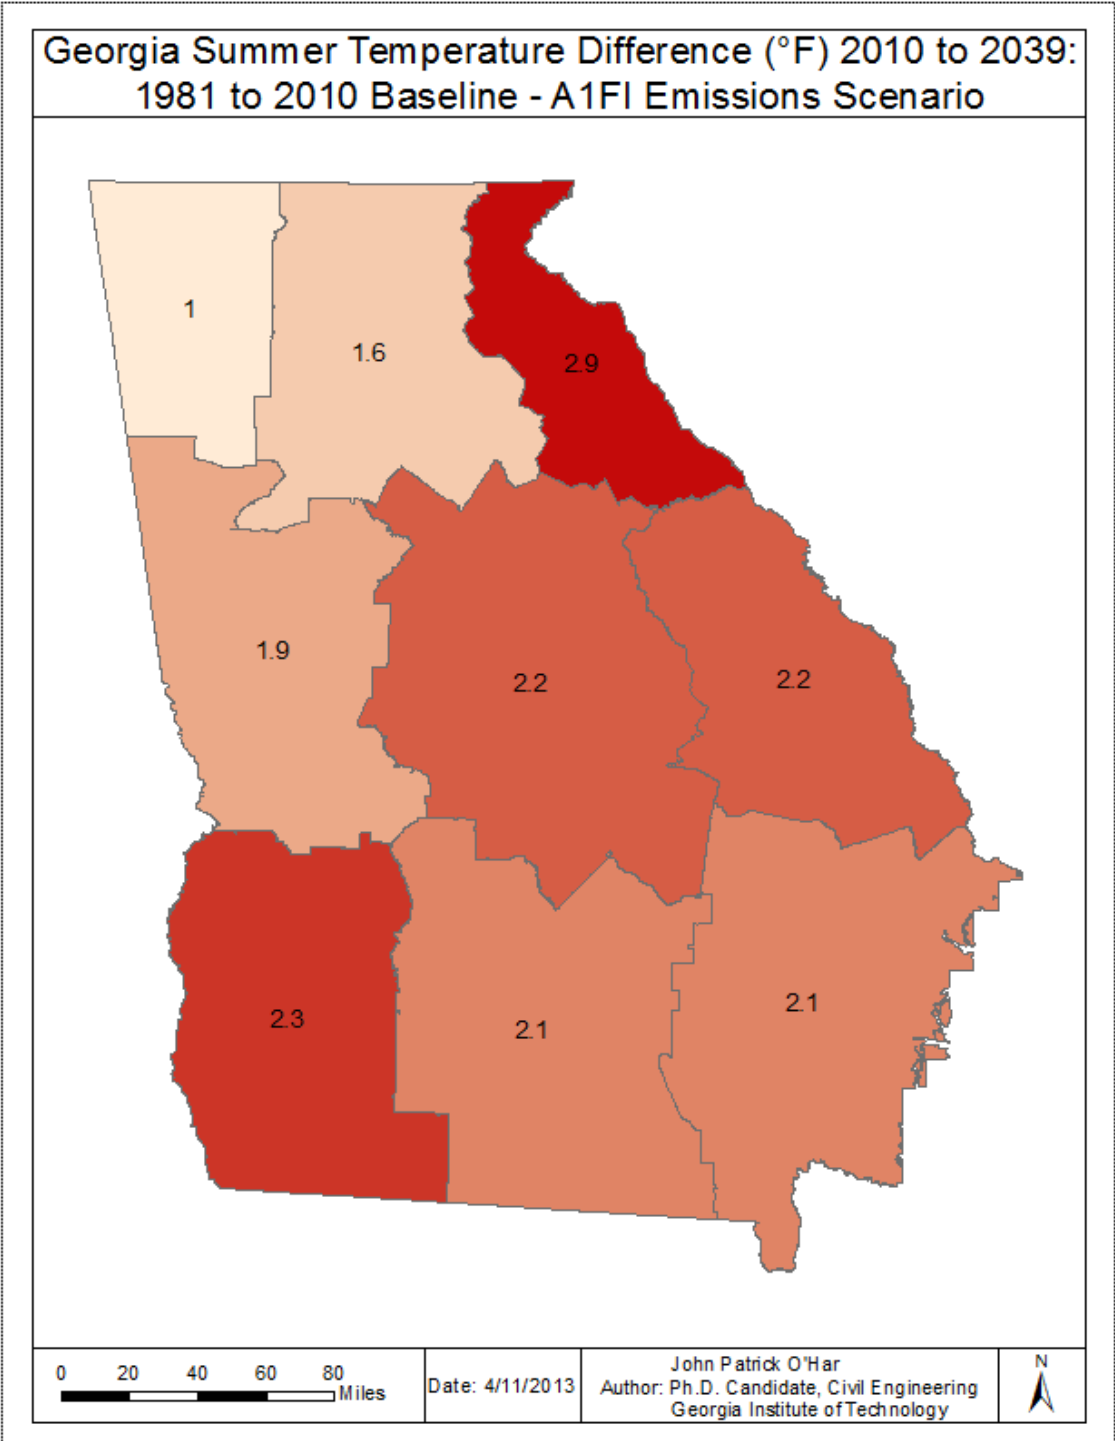 Georgia Summer Temperature Difference (°F) 2010 to 2039:
1981 to 2010 Baseline - A1FI Emissions Scenario
1
1.6
2.9
1.9
2.2
2.2
2.3
2.1
2.1
0 20 40 60 80
Miles
Date: 4/11/2013
John Patrick O'Har
Author: Ph.D. Candidate, Civil Engineering
Georgia Institute of Technology
N